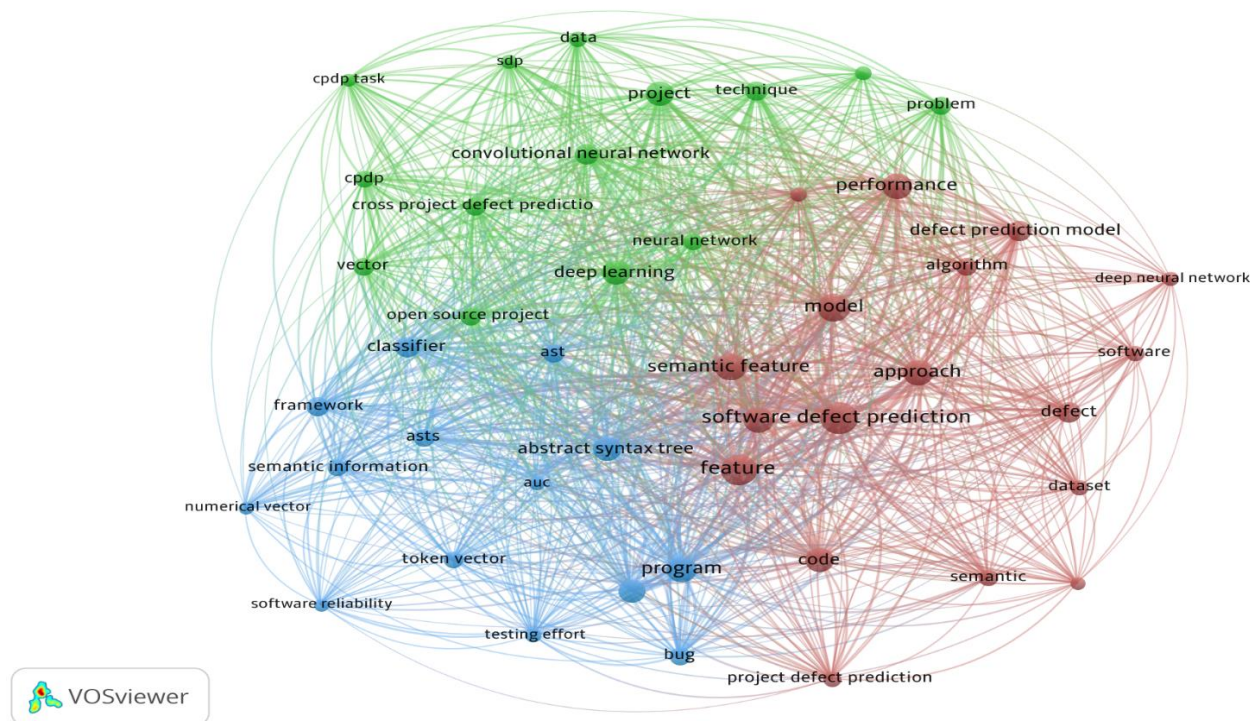 data
sdp
cpdp task
project
technique
problem
convolutional neural network
cpdp
performance
cross project defect predictio
defect prediction model
neural network
vector
deep learning
algorithm
deep neural network
model
open source project
classifier
ast
software
semantic feature
approach
framework
software defect prediction
defect
asts
abstract syntax tree
semantic information
feature
auc
dataset
numerical vector
token vector
code
program
semantic
software reliability
testing effort
bug
project defect prediction
VOSviewer